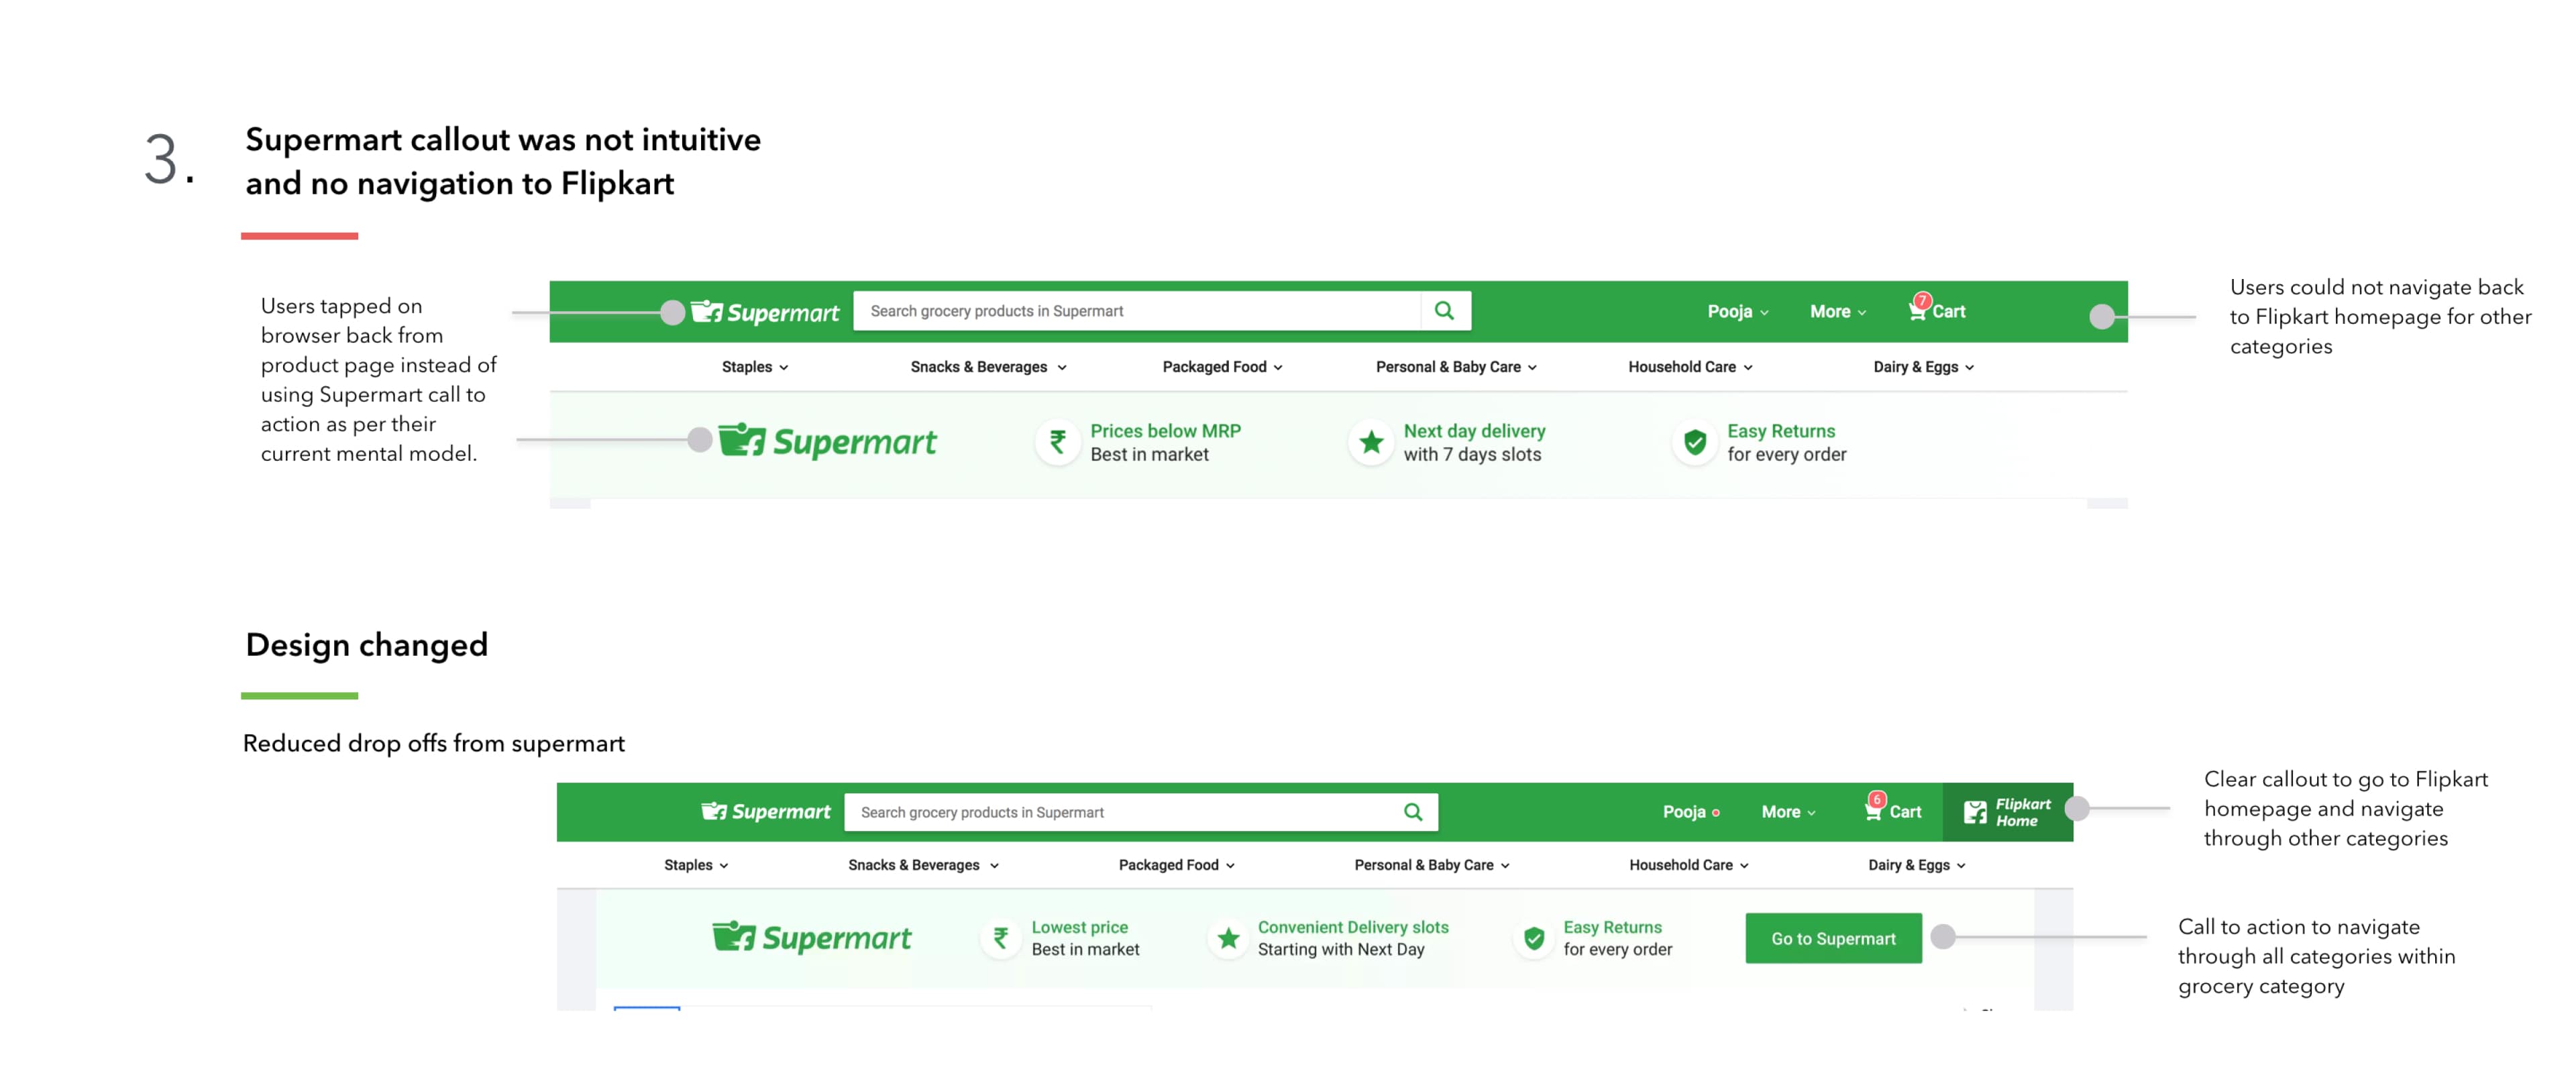 3.
Supermart callout was not intuitive
and no navigation to Flipkart
Users tapped on
browser back from
product page instead of
using Supermart call to
action as per their
current mental model.
Supermart
Search grocery products in Supermart
Pooja
More
7
Cart
Staples
Snacks & Beverages
Packaged Food
Personal & Baby Care
Household Care
Dairy & Eggs
Supermart
Prices below MRP
Best in market
Next day delivery
with 7 days slots
Easy Returns
for every order
Users could not navigate back
to Flipkart homepage for other
categories
Design changed
Reduced drop offs from supermart
Supermart
Search grocery products in Supermart
Pooja
More
6
Cart
Flipkart
Home
Staples
Snacks & Beverages
Packaged Food
Personal & Baby Care
Household Care
Dairy & Eggs
Supermart
Lowest price
Best in market
Convenient Delivery slots
Starting with Next Day
Easy Returns
for every order
Go to Supermart
Clear callout to go to Flipkart
homepage and navigate
through other categories
Call to action to navigate
through all categories within
grocery category